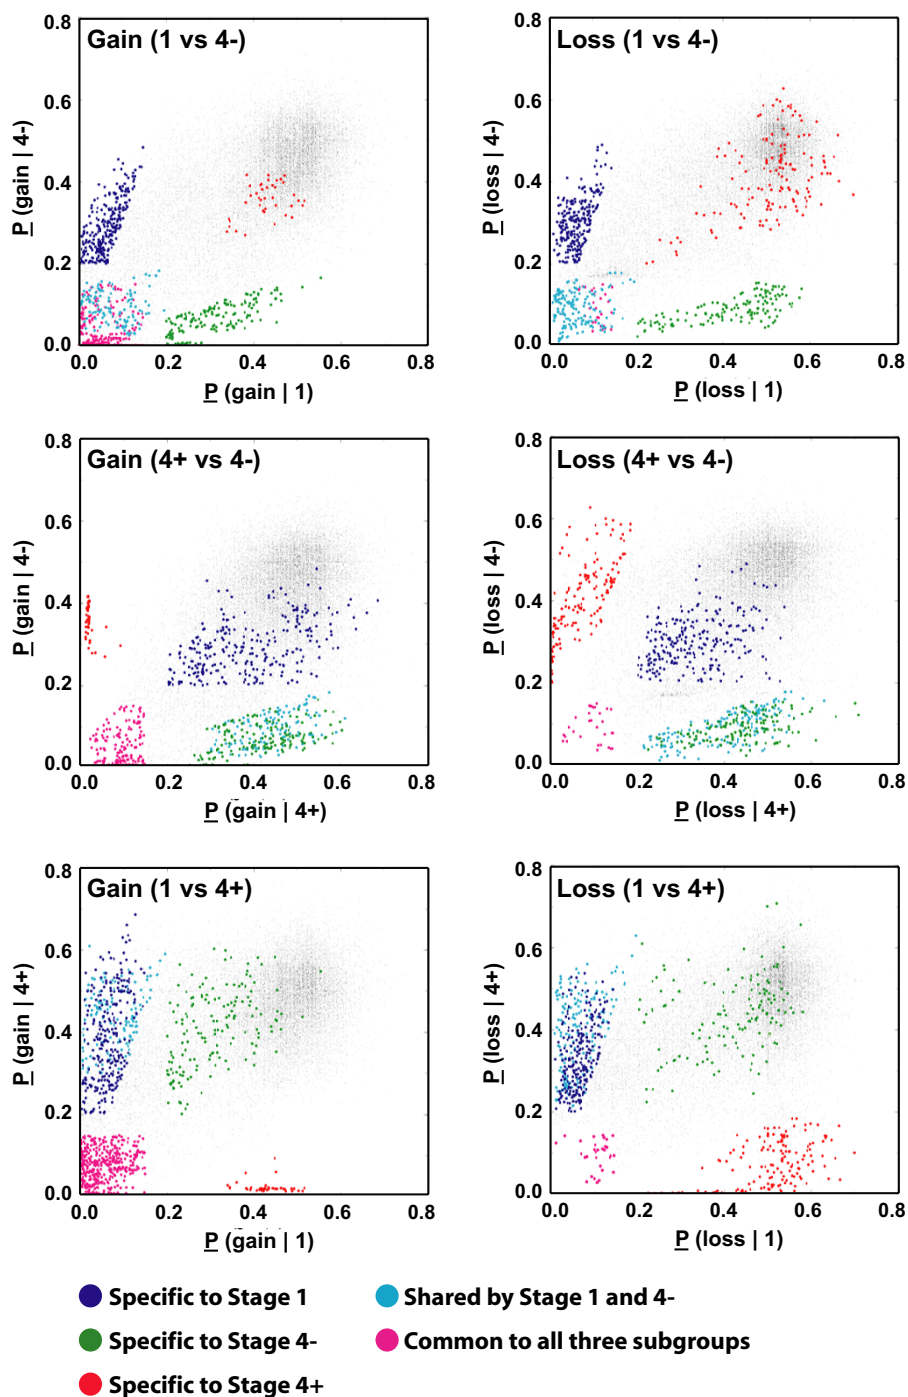 Gain (1 vs 4-)
0.8
0.6
0.4
0.2
0.0
P (gain | 4-)
0.0 0.2 0.4 0.6 0.8
P (gain | 1)
Loss (1 vs 4-)
0.8
0.6
0.4
0.2
0.0
P (loss | 4-)
0.0 0.2 0.4 0.6 0.8
P (loss | 1)
Gain (4+ vs 4-)
0.8
0.6
0.4
0.2
0.0
P (gain | 4-)
0.0 0.2 0.4 0.6 0.8
P (gain | 4+)
Loss (4+ vs 4-)
0.8
0.6
0.4
0.2
0.0
P (loss | 4-)
0.0 0.2 0.4 0.6 0.8
P (loss | 4+)
Gain (1 vs 4+)
0.8
0.6
0.4
0.2
0.0
P (gain | 4+)
0.0 0.2 0.4 0.6 0.8
P (gain | 1)
Loss (1 vs 4+)
0.8
0.6
0.4
0.2
0.0
P (loss | 4+)
0.0 0.2 0.4 0.6 0.8
P (loss | 1)
Specific to Stage 1
Shared by Stage 1 and 4-
Specific to Stage 4-
Common to all three subgroups
Specific to Stage 4+